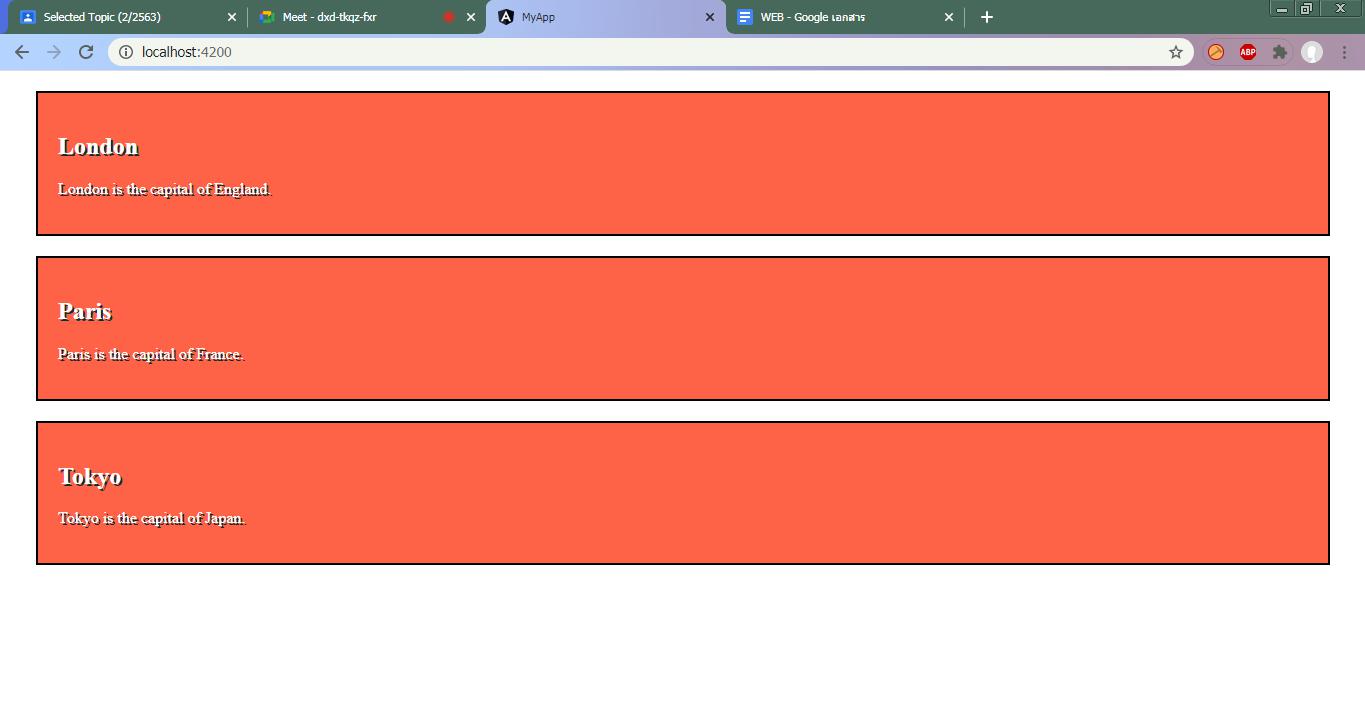 Selected Topic (2/2563)
Meet - dxd-tkqz-fxr
MyApp
WEB - Google เอกสาร
localhost:4200
ABP
London
London is the capital of England.
Paris
Paris is the capital of France.
Tokyo
Tokyo is the capital of Japan.